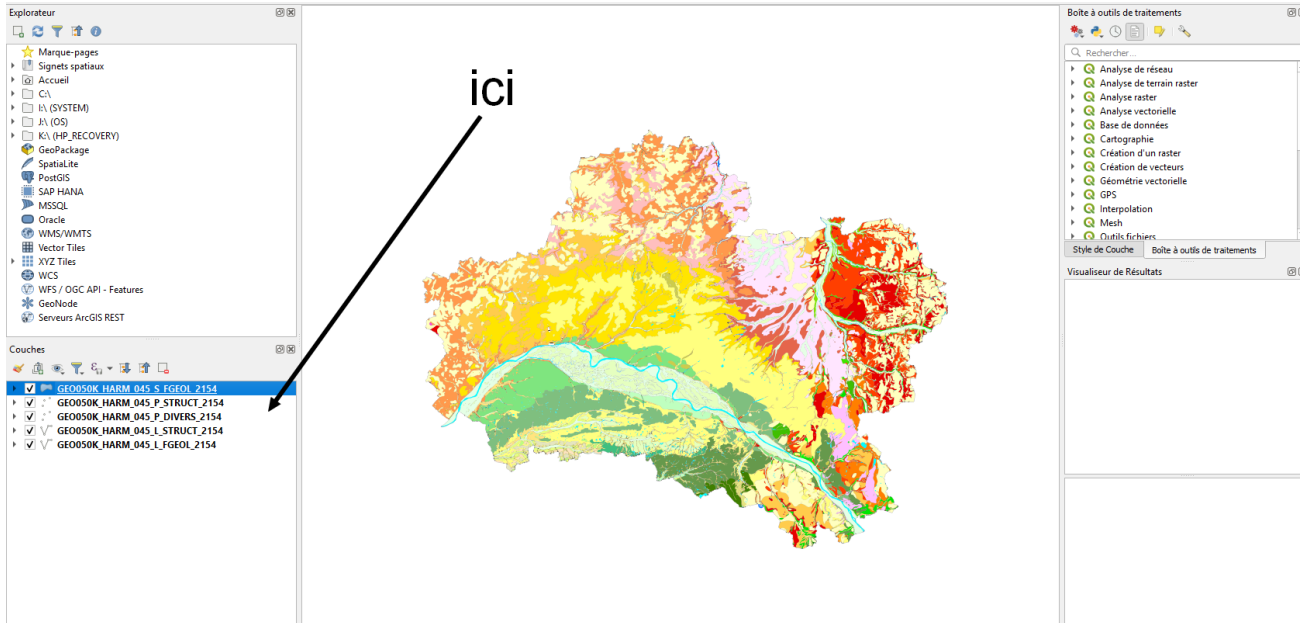 Explorateur
Marque-pages
Signets spatiaux
Accueil
C:\
I:\ (SYSTEM)
J:\ (OS)
K:\ (HP_RECOVERY)
GeoPackage
SpatiaLite
PostGIS
SAP HANA
MSSQL
Oracle
WMS/WMTS
Vector Tiles
XYZ Tiles
WCS
WFS / OGC API - Features
GeoNode
Serveurs ArcGIS REST
Couches
GEO050K_HARM_045_S_FGEOL_2154
GEO050K_HARM_045_P_STRUCT_2154
GEO050K_HARM_045_P_DIVERS_2154
GEO050K_HARM_045_L_STRUCT_2154
GEO050K_HARM_045_L_FGEOL_2154
ici
Boîte à outils de traitements
Rechercher...
Analyse de réseau
Analyse de terrain raster
Analyse raster
Analyse vectorielle
Base de données
Cartographie
Création d'un raster
Création de vecteurs
Géométrie vectorielle
GPS
Interpolation
Mesh
Outils fichiers
Style de Couche
Boîte à outils de traitements
Visualiseur de Résultats